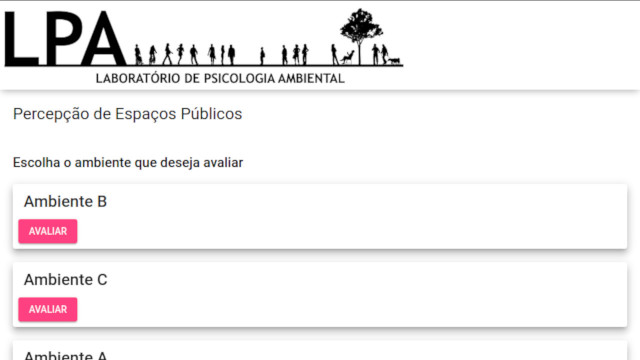 LPA
LABORATÓRIO DE PSICOLOGIA AMBIENTAL
Percepção de Espaços Públicos
Escolha o ambiente que deseja avaliar
Ambiente B
AVALIAR
Ambiente C
AVALIAR
Ambiente A